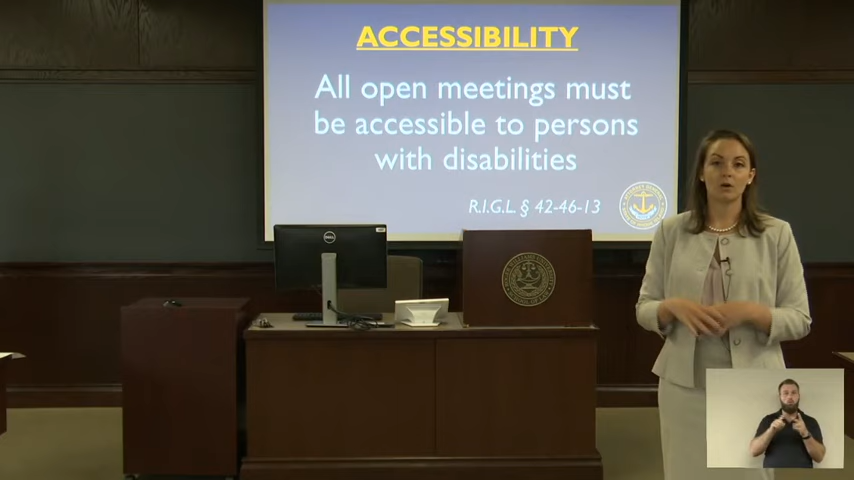 ACCESSIBILITY
All open meetings must
be accessible to persons
with disabilities
R.I.G.L. § 42-46-13
DELL